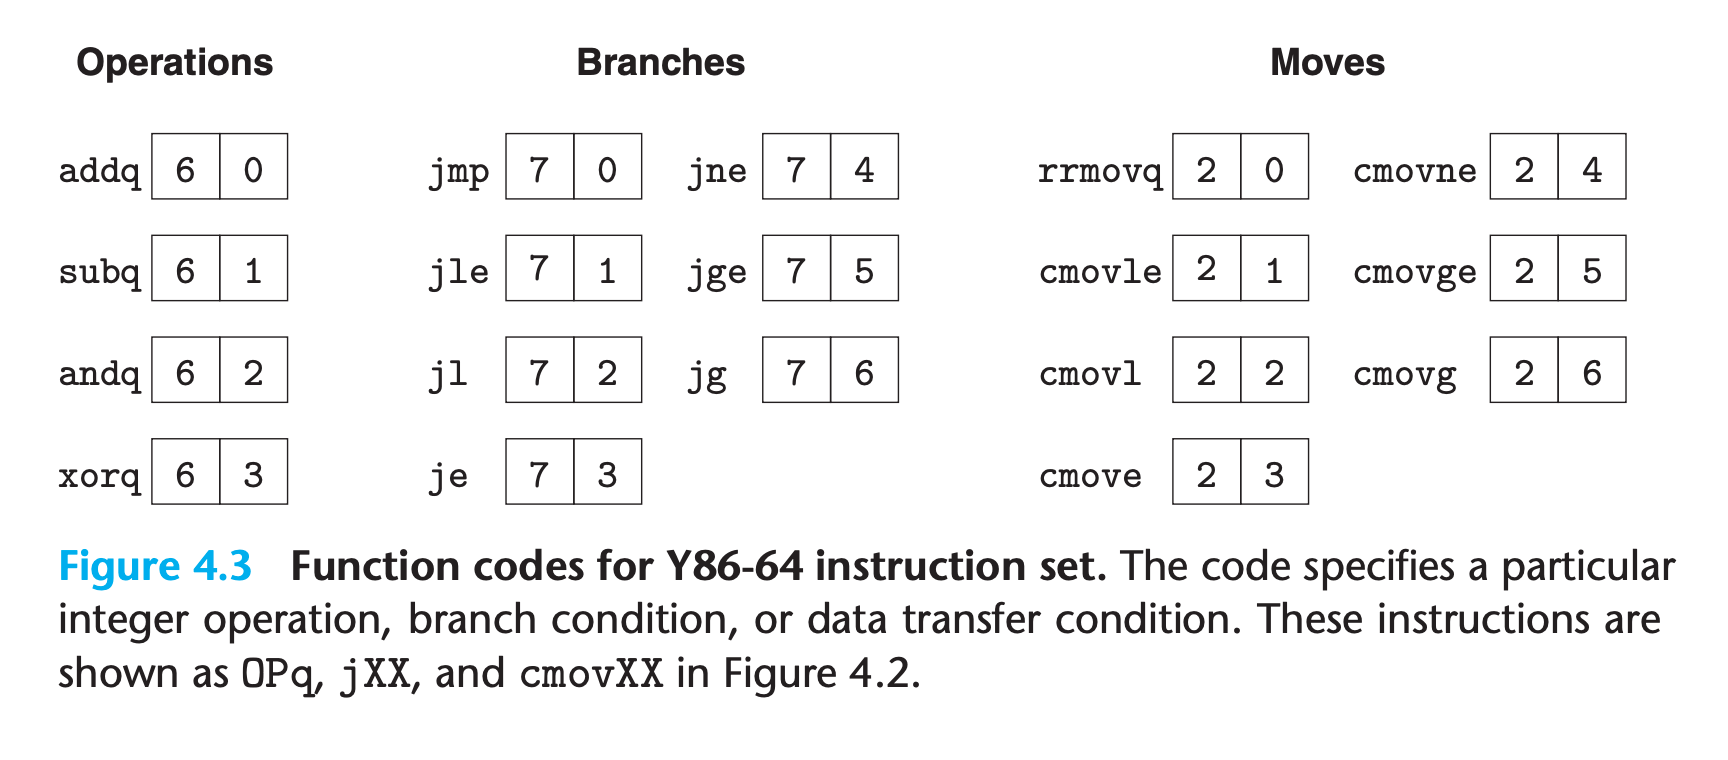 Operations Branches Moves
addq 6 0 jmp 7 0 jne 7 4 rrmovq 2 0 cmovne 2 4
subq 6 1 jle 7 1 jge 7 5 cmovle 2 1 cmovge 2 5
andq 6 2 jl 7 2 jg 7 6 cmovl 2 2 cmovg 2 6
xorq 6 3 je 7 3 cmove 2 3
Figure 4.3 Function codes for Y86-64 instruction set. The code specifies a particular
integer operation, branch condition, or data transfer condition. These instructions are
shown as OPq, jXX, and cmovXX in Figure 4.2.